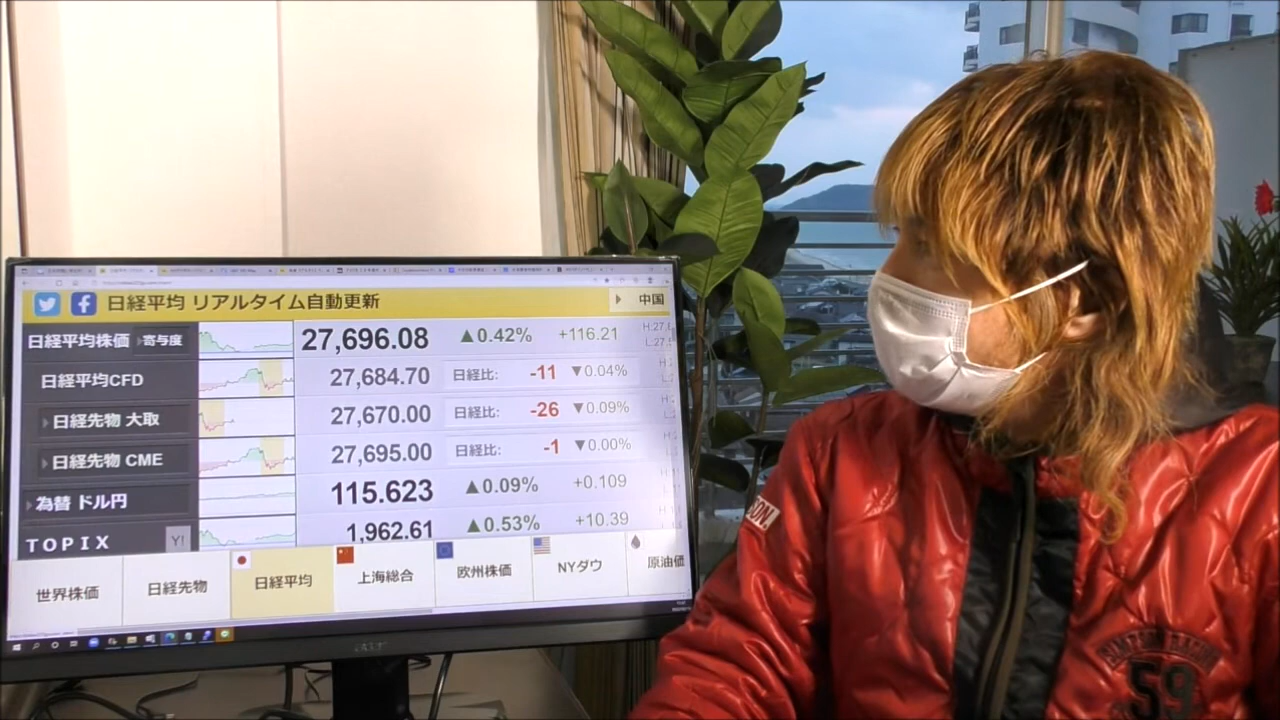 日経平均 リアルタイム自動更新
中国
日経平均株価 寄与度 27,696.08 ▲0.42% +116.21
日経平均CFD 27,684.70 日経比: -11 ▼0.04%
日経先物 大取 27,670.00 日経比: -26 ▼0.09%
日経先物 CME 27,695.00 日経比: -1 ▼0.00%
為替 ドル円 115.623 ▲0.09% +0.109
TOPIX Y! 1,962.61 ▲0.53% +10.39
世界株価 日経先物 日経平均 上海総合 欧州株価 NYダウ 原油価
59